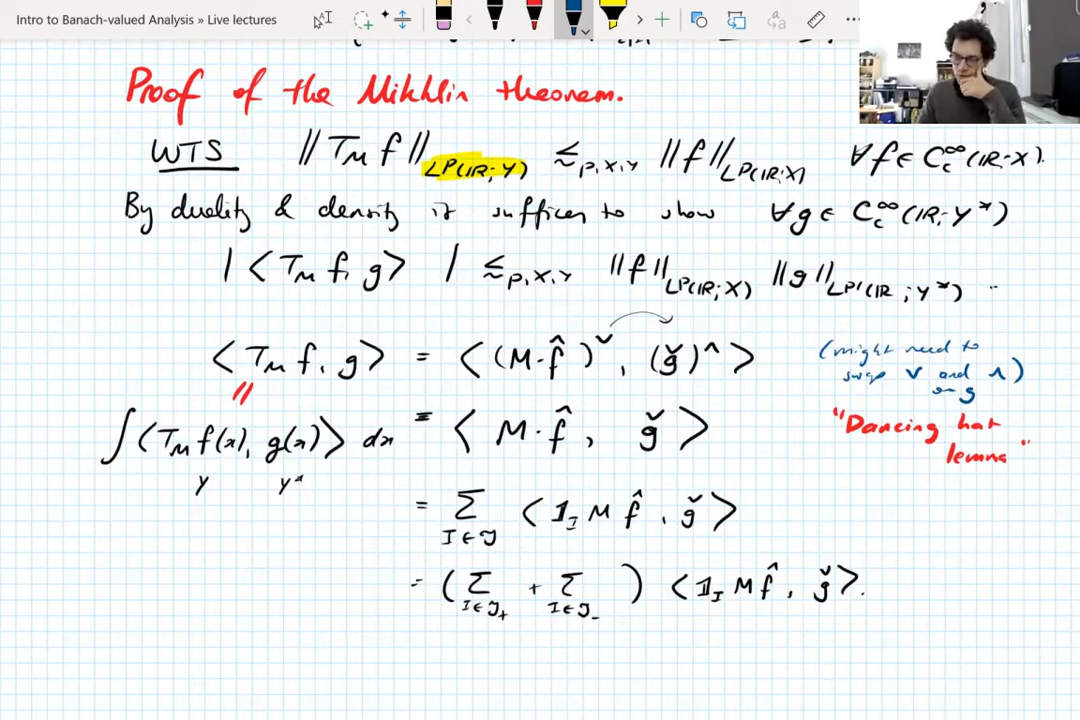 Intro to Banach-valued Analysis » Live lectures
Proof of the Mikhlin theorem.
WTS ‖T_M f‖_{L^p(ℝ;Y)} ≲_{p,X,Y} ‖f‖_{L^p(ℝ;X)} ∀f ∈ C_c^∞(ℝ;X).
By duality & density it suffices to show ∀g ∈ C_c^∞(ℝ;Y*)
|<T_M f, g>| ≲_{p,X,Y} ‖f‖_{L^p(ℝ;X)} ‖g‖_{L^{p'}(ℝ;Y*)} ..
<T_M f, g> = <(M·f̂)ˇ, (ǧ)^>
(might need to
swap ∨ and ∧)
on g
∫<T_M f(x), g(x)> dx = <M·f̂, ǧ>
Y Y*
"Dancing hat
lemma"
= Σ_{I∈𝒥} <𝟙_I M f̂, ǧ>
= (Σ_{I∈𝒥_+} + Σ_{I∈𝒥_-}) <𝟙_I M f̂, ǧ>.